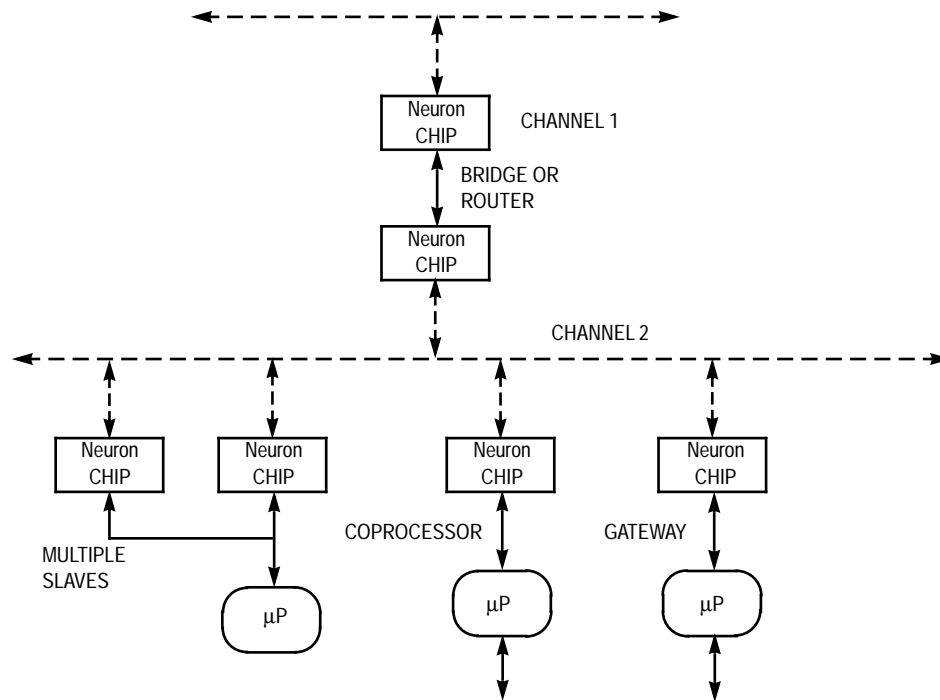 Neuron
CHIP
CHANNEL 1
BRIDGE OR
ROUTER
Neuron
CHIP
CHANNEL 2
Neuron
CHIP
Neuron
CHIP
Neuron
CHIP
Neuron
CHIP
MULTIPLE
SLAVES
COPROCESSOR
GATEWAY
μP
μP
μP